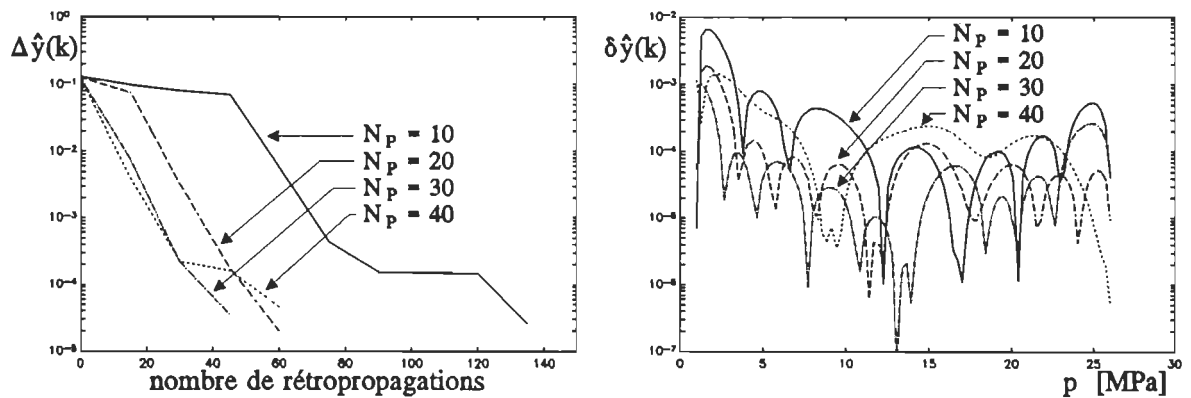 Δŷ(k)
10⁰
10⁻¹
10⁻²
10⁻³
10⁻⁴
10⁻⁵
N_P = 10
N_P = 20
N_P = 30
N_P = 40
0 20 40 60 80 100 120 140
nombre de rétropropagations
δŷ(k)
10⁻²
10⁻³
10⁻⁴
10⁻⁵
10⁻⁶
10⁻⁷
N_P = 10
N_P = 20
N_P = 30
N_P = 40
0 5 10 15 20 25 30
p [MPa]